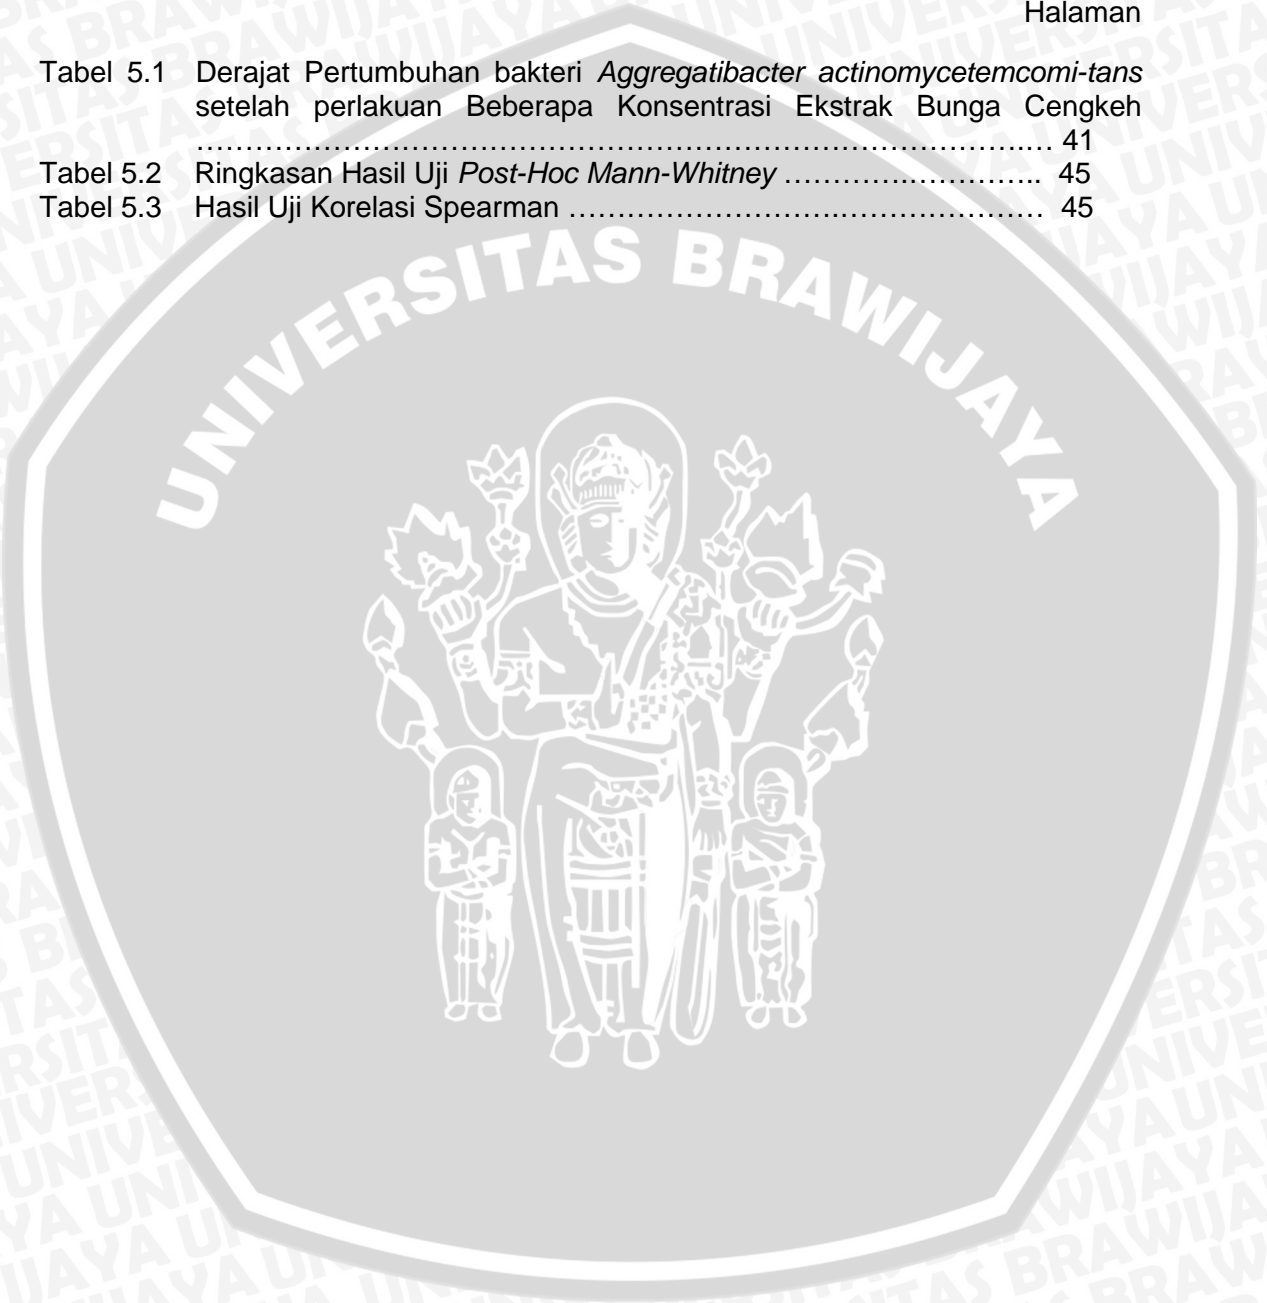 Halaman
Tabel 5.1 Derajat Pertumbuhan bakteri Aggregatibacter actinomycetemcomi-tans
setelah perlakuan Beberapa Konsentrasi Ekstrak Bunga Cengkeh
……………………………………………………………………….… 41
Tabel 5.2 Ringkasan Hasil Uji Post-Hoc Mann-Whitney …………..………….. 45
Tabel 5.3 Hasil Uji Korelasi Spearman ……………………….………………… 45
UNIVERSITAS BRAWIJAYA